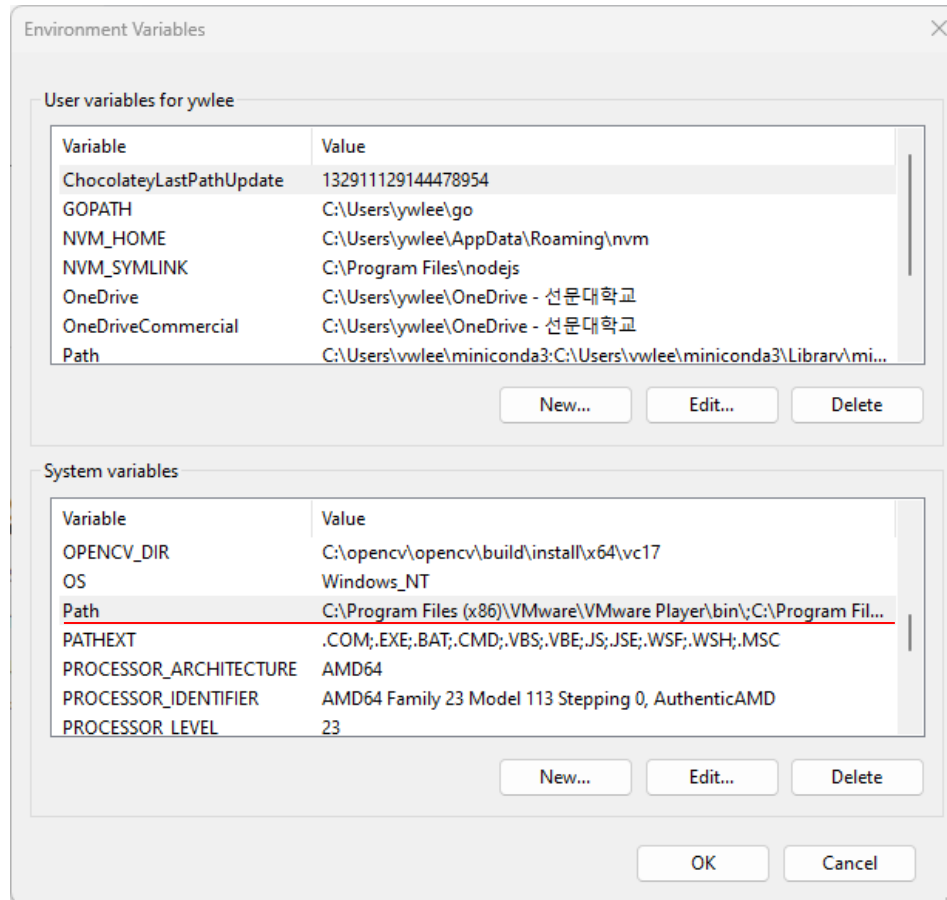 Environment Variables
User variables for ywlee
Variable Value
ChocolateyLastPathUpdate 132911129144478954
GOPATH C:\Users\ywlee\go
NVM_HOME C:\Users\ywlee\AppData\Roaming\nvm
NVM_SYMLINK C:\Program Files\nodejs
OneDrive C:\Users\ywlee\OneDrive - 선문대학교
OneDriveCommercial C:\Users\ywlee\OneDrive - 선문대학교
Path C:\Users\ywlee\miniconda3;C:\Users\ywlee\miniconda3\Library\mi...
New... Edit... Delete
System variables
Variable Value
OPENCV_DIR C:\opencv\opencv\build\install\x64\vc17
OS Windows_NT
Path C:\Program Files (x86)\VMware\VMware Player\bin\;C:\Program Fil...
PATHEXT .COM;.EXE;.BAT;.CMD;.VBS;.VBE;.JS;.JSE;.WSF;.WSH;.MSC
PROCESSOR_ARCHITECTURE AMD64
PROCESSOR_IDENTIFIER AMD64 Family 23 Model 113 Stepping 0, AuthenticAMD
PROCESSOR_LEVEL 23
New... Edit... Delete
OK Cancel